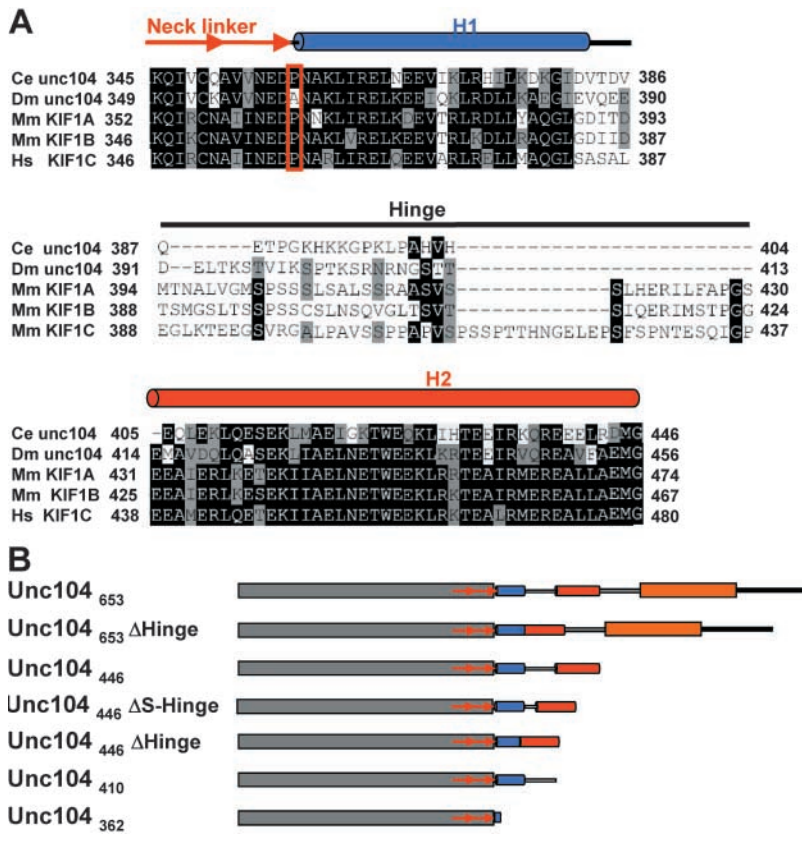 A
Neck linker H1
Ce unc104 345 KQIVCQAVVNEDPNAKLIRELNEEVIKLRHILKDKGIDVTDV 386
Dm unc104 349 KQIVCKAVVNEDANAKLIRELKEEIQKLRDLLKAEGIEVQEE 390
Mm KIF1A 352 KQIRCNAIINEDPNNKLIRELKDEVTRLRDLLYAQGLGDITD 393
Mm KIF1B 346 KQIKCNAVINEDPNAKLVRELKEEVTRLKDLLRAQGLGDIID 387
Hs KIF1C 346 KQIRCNAIINEDPNARLIRELQEEVARLRELLMAQGLSASAL 387
Hinge
Ce unc104 387 Q-------ETPGKHKKGPKLPAHVH------------------------- 404
Dm unc104 391 D--ELTKSTVIKSPTKSRNRNGSTT------------------------- 413
Mm KIF1A 394 MTNALVGMSPSSSLSALSSRAASVS-------------SLHERILFAPGS 430
Mm KIF1B 388 TSMGSLTSSPSSCSLNSQVGLTSVT-------------SIQERIMSTPGG 424
Mm KIF1C 388 EGLKTEEGSVRGALPAVSSPPAPVSPSSPTTHNGELEPSFSPNTESQIGP 437
H2
Ce unc104 405 -EQLEKLQESEKLMAEIGKTWEQKLIHTEEIRKQREEELRDMG 446
Dm unc104 414 EMAVDQLQASEKLIAELNETWEEKLKRTEEIRVQREAVFAEMG 456
Mm KIF1A 431 EEAIERLKETEKIIAELNETWEEKLRRTEAIRMEREALLAEMG 474
Mm KIF1B 425 EEAIERLKESEKIIAELNETWEEKLRKTEAIRMEREALLAEMG 467
Hs KIF1C 438 EEAMERLQETEKIIAELNETWEEKLRKTEALRMEREALLAEMG 480
B
Unc104 653
Unc104 653 ΔHinge
Unc104 446
Unc104 446 ΔS-Hinge
Unc104 446 ΔHinge
Unc104 410
Unc104 362